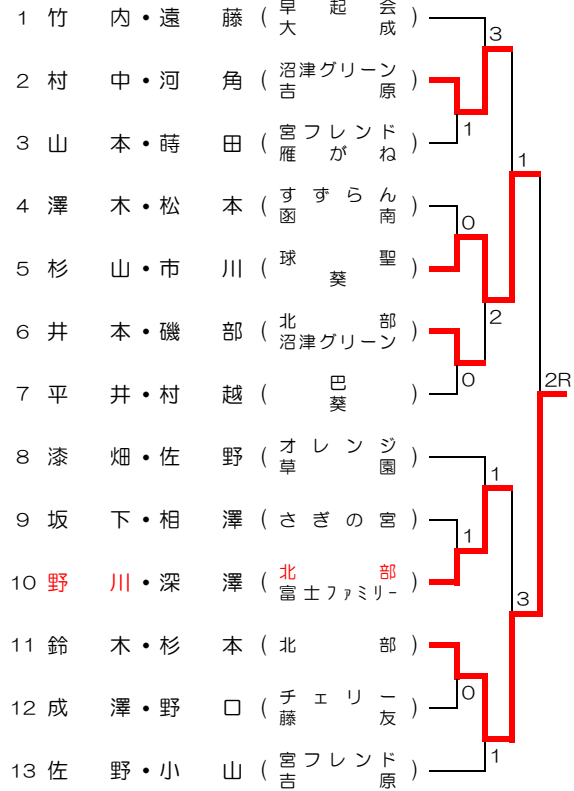 1 竹 内・遠 藤 ( 早 起 会 大 成 )
3
2 村 中・河 角 ( 沼津グリーン 吉 原 )
1
3 山 本・蒔 田 ( 宮フレンド 雁 が ね )
1
4 澤 木・松 本 ( すずらん 函 南 )
0
5 杉 山・市 川 ( 球 聖 葵 )
2
6 井 本・磯 部 ( 北 部 沼津グリーン )
0
7 平 井・村 越 ( 巴 葵 )
2R
8 漆 畑・佐 野 ( オレンジ 草 園 )
1
9 坂 下・相 澤 ( さぎの宮 )
1
10 野 川・深 澤 ( 北 部 富士ファミリー )
3
11 鈴 木・杉 本 ( 北 部 )
0
12 成 澤・野 口 ( チェリー 藤 友 )
1
13 佐 野・小 山 ( 宮フレンド 吉 原 )